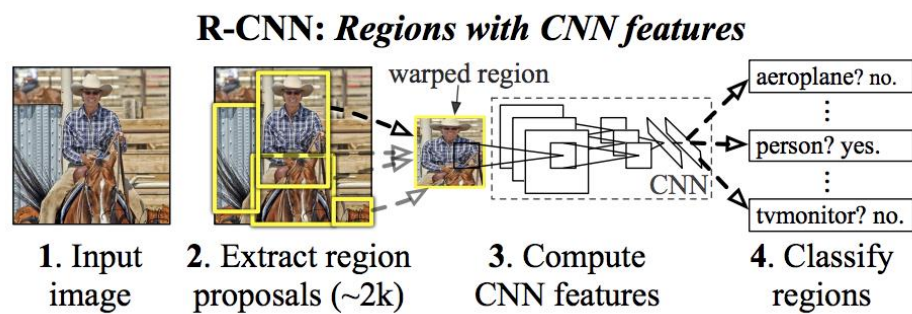 R-CNN: Regions with CNN features
warped region
aeroplane? no.
person? yes.
tvmonitor? no.
CNN
1. Input
image
2. Extract region
proposals (~2k)
3. Compute
CNN features
4. Classify
regions